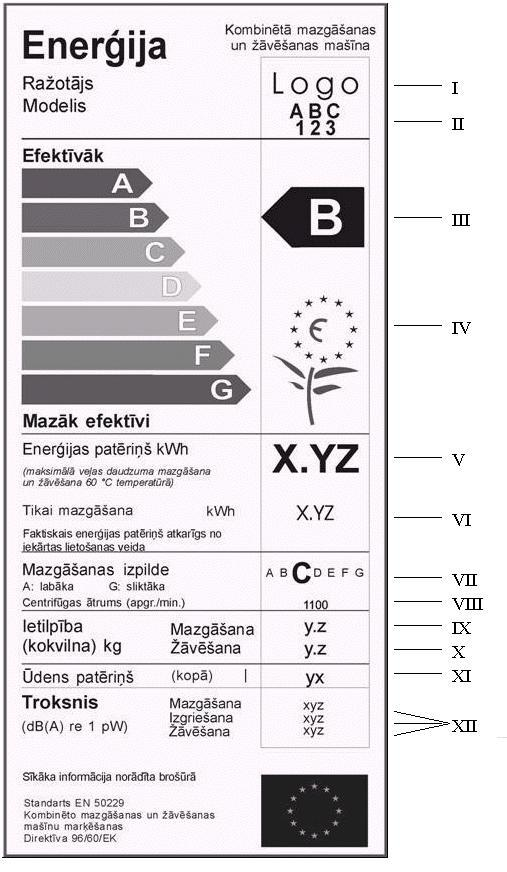 Enerģija
Kombinētā mazgāšanas
un žāvēšanas mašīna
Ražotājs
Modelis
Logo
ABC
123
I
II
Efektīvāk
A
B
C
D
E
F
G
B
III
IV
Mazāk efektīvi
Enerģijas patēriņš kWh
(maksimālā veļas daudzuma mazgāšana
un žāvēšana 60 °C temperatūrā)
X.YZ
V
Tikai mazgāšana kWh
X.YZ
VI
Faktiskais enerģijas patēriņš atkarīgs no
iekārtas lietošanas veida
Mazgāšanas izpilde
A: labāka G: sliktāka
A B C D E F G
VII
Centrifūgas ātrums (apgr./min.)
1100
VIII
Ietilpība Mazgāšana y.z
IX
(kokvilna) kg Žāvēšana y.z
X
Ūdens patēriņš (kopā) l yx
XI
Troksnis Mazgāšana xyz
Izgriešana xyz
(dB(A) re 1 pW) Žāvēšana xyz
XII
Sīkāka informācija norādīta brošūrā
Standarts EN 50229
Kombinēto mazgāšanas un žāvēšanas
mašīnu marķēšanas
Direktīva 96/60/EK